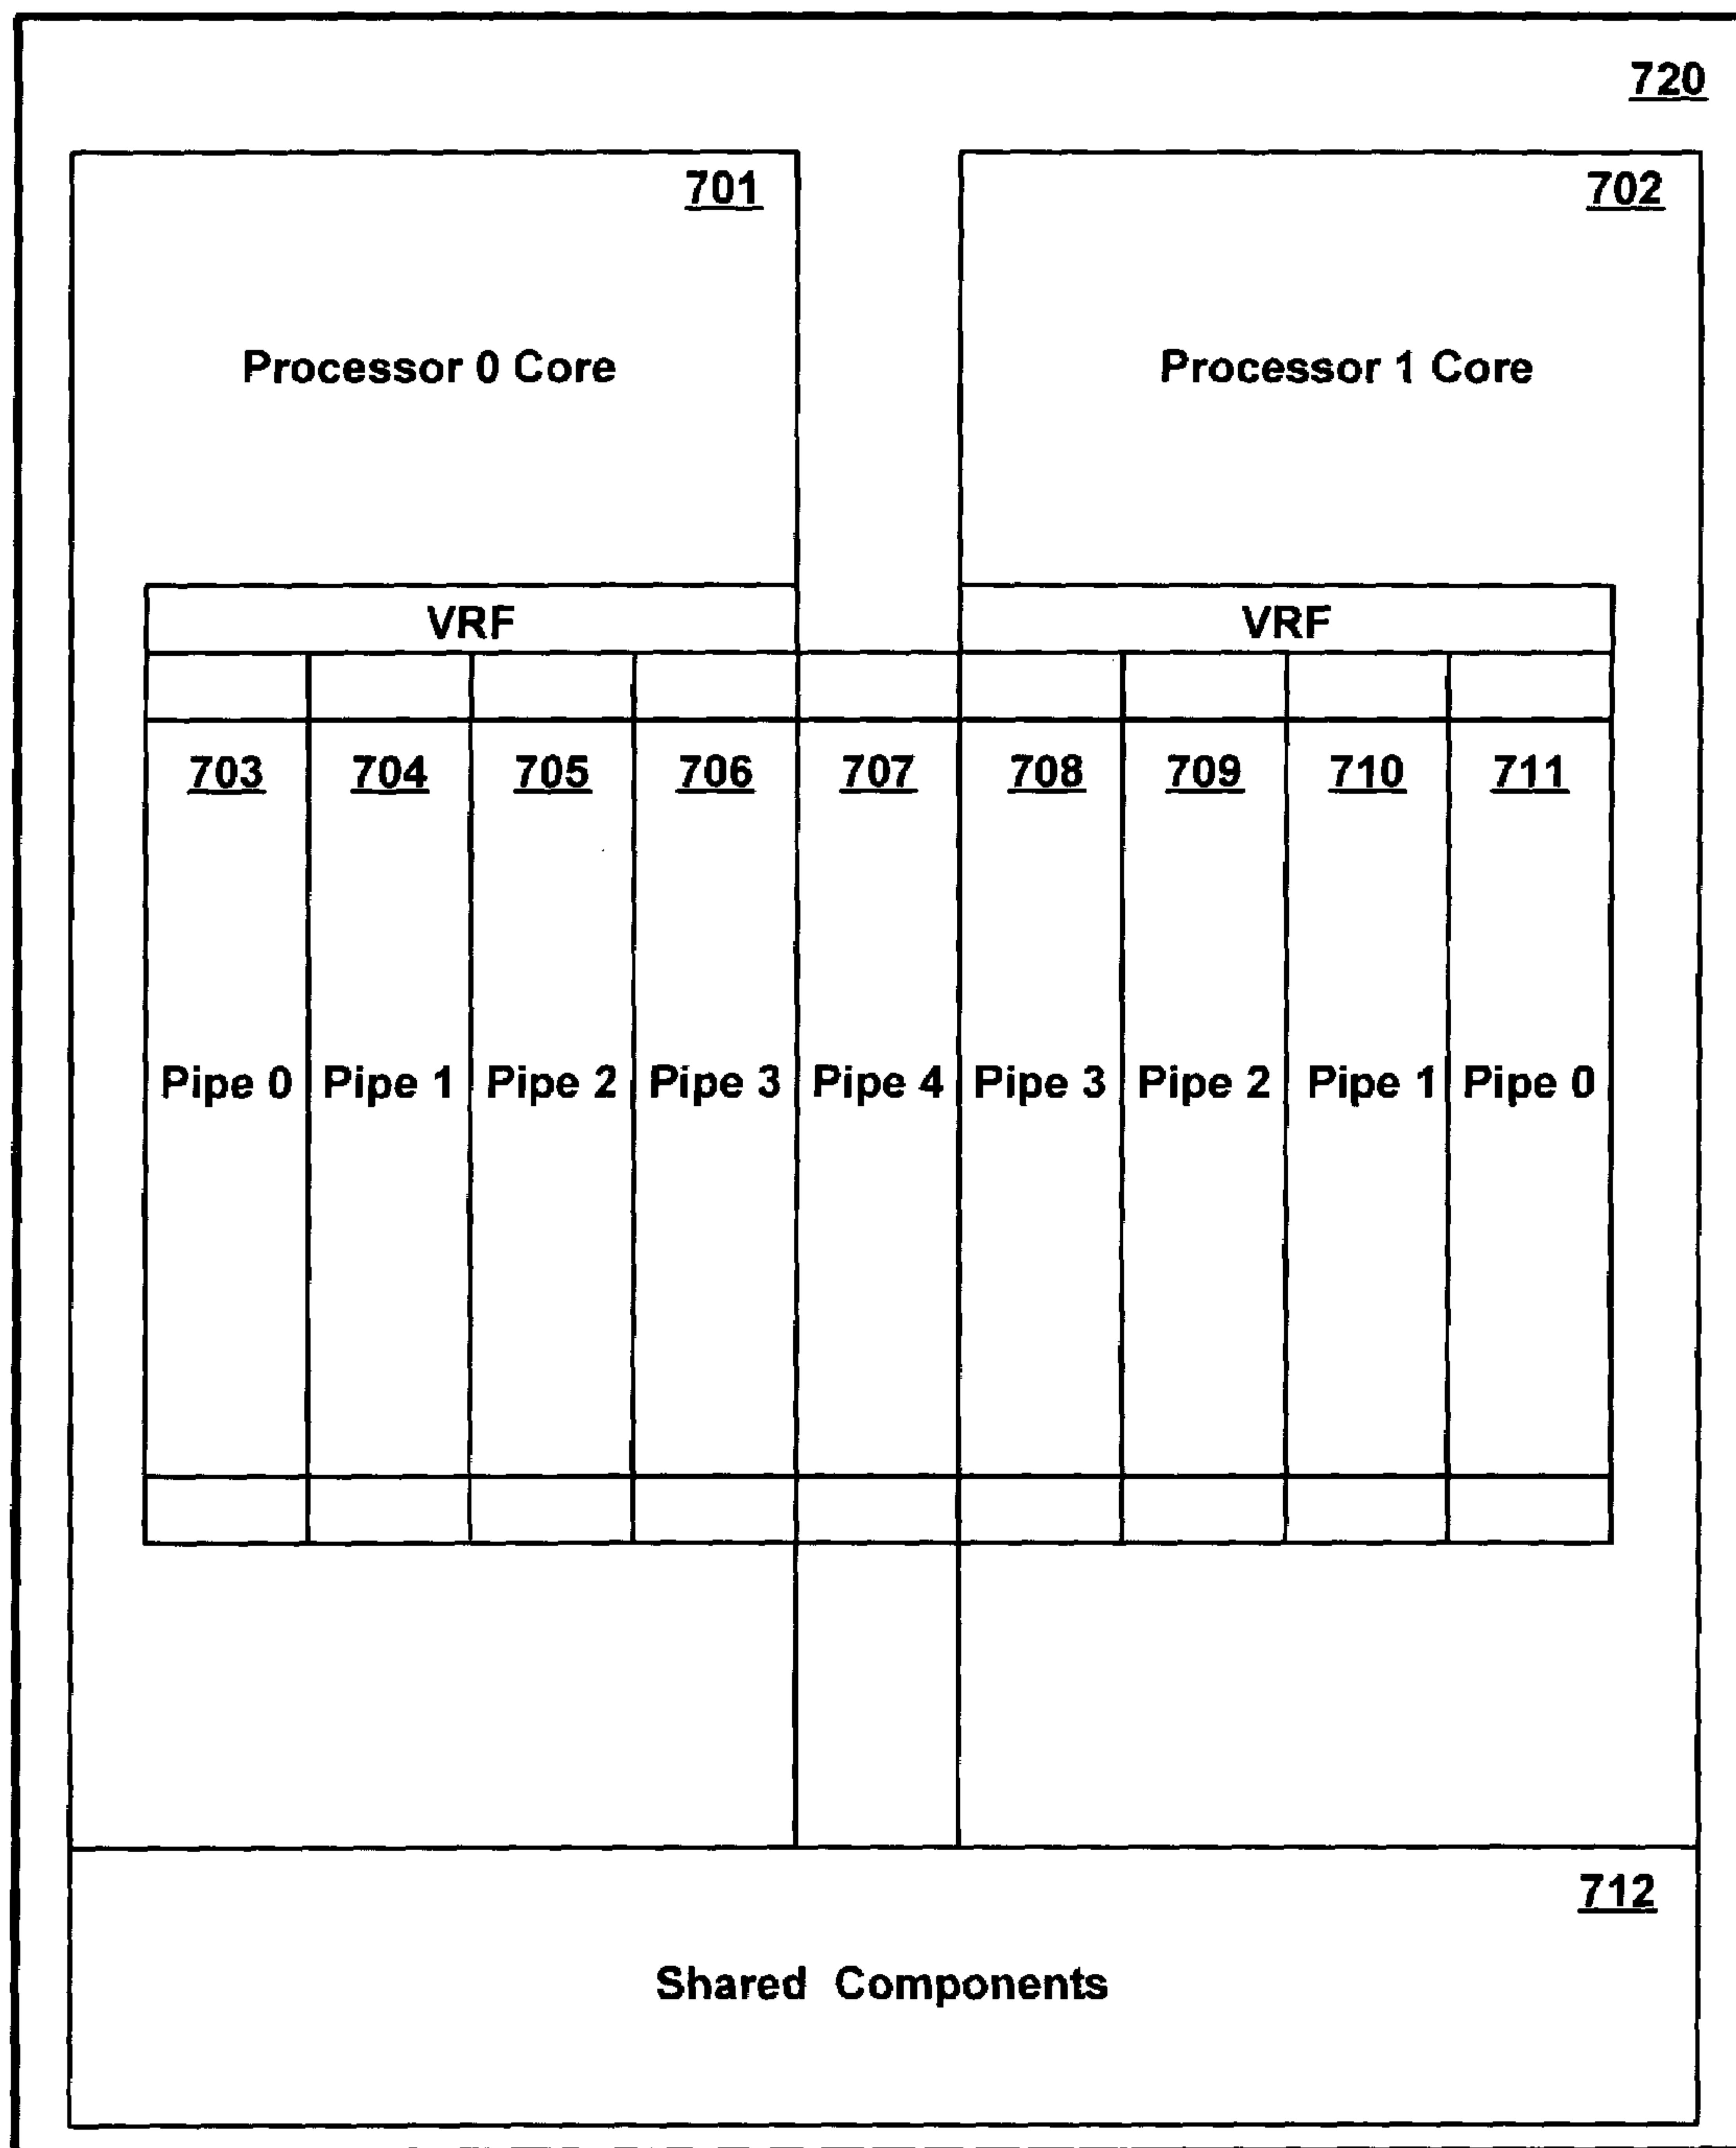 720
701 702
Processor 0 Core Processor 1 Core
VRF VRF
703 704 705 706 707 708 709 710 711
Pipe 0 Pipe 1 Pipe 2 Pipe 3 Pipe 4 Pipe 3 Pipe 2 Pipe 1 Pipe 0
712
Shared Components